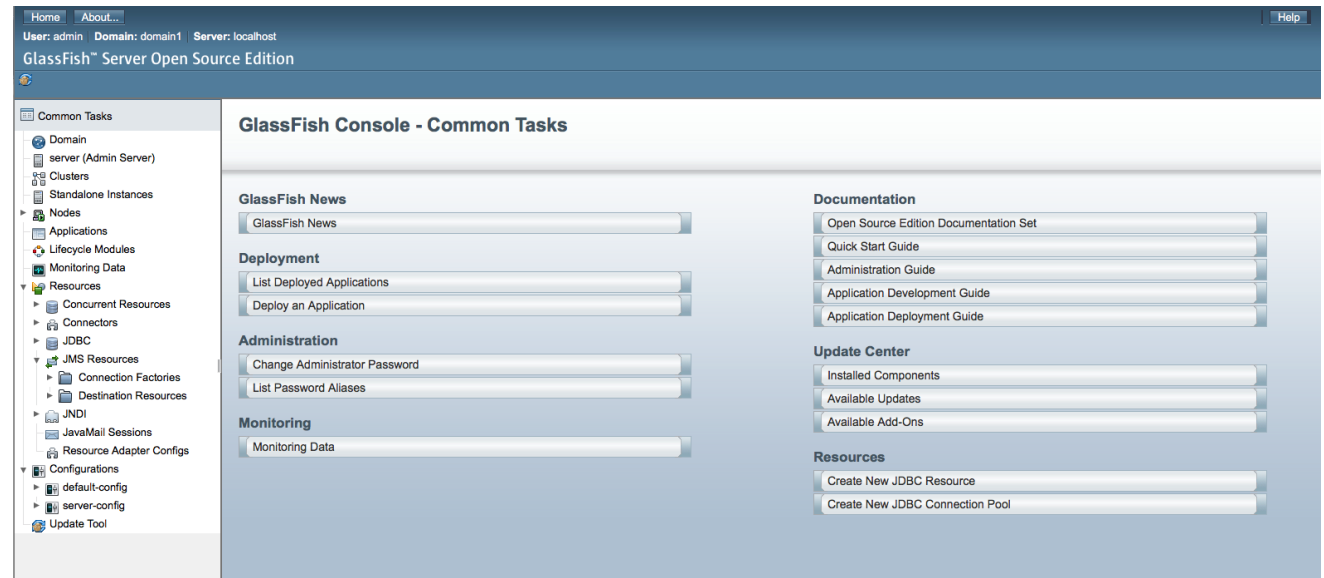 Home About... Help
User: admin Domain: domain1 Server: localhost
GlassFish™ Server Open Source Edition
Common Tasks
Domain
server (Admin Server)
Clusters
Standalone Instances
Nodes
Applications
Lifecycle Modules
Monitoring Data
Resources
Concurrent Resources
Connectors
JDBC
JMS Resources
Connection Factories
Destination Resources
JNDI
JavaMail Sessions
Resource Adapter Configs
Configurations
default-config
server-config
Update Tool
GlassFish Console - Common Tasks
GlassFish News
GlassFish News
Deployment
List Deployed Applications
Deploy an Application
Administration
Change Administrator Password
List Password Aliases
Monitoring
Monitoring Data
Documentation
Open Source Edition Documentation Set
Quick Start Guide
Administration Guide
Application Development Guide
Application Deployment Guide
Update Center
Installed Components
Available Updates
Available Add-Ons
Resources
Create New JDBC Resource
Create New JDBC Connection Pool